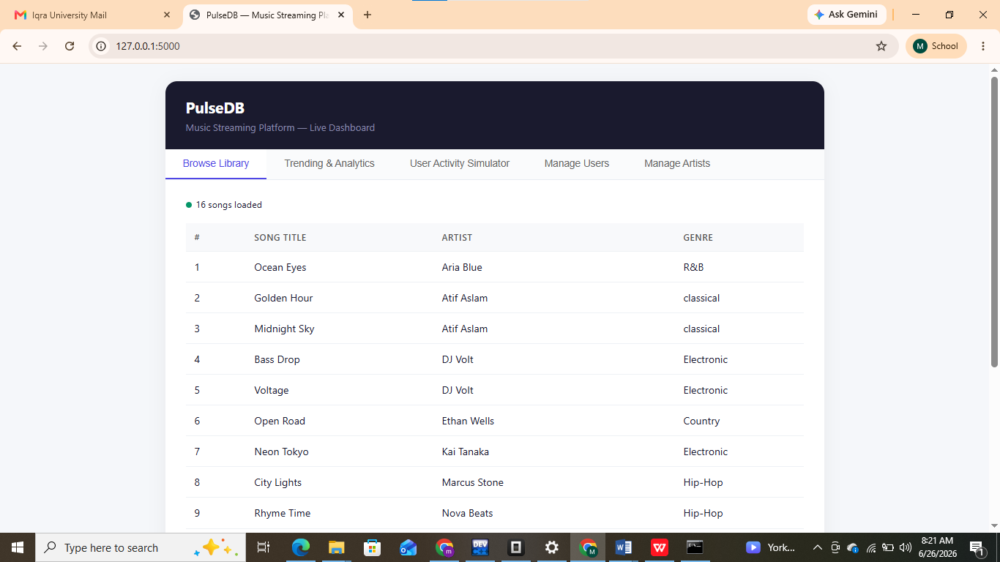 Iqra University Mail
PulseDB — Music Streaming Pla
Ask Gemini
127.0.0.1:5000
M School
PulseDB
Music Streaming Platform — Live Dashboard
Browse Library Trending & Analytics User Activity Simulator Manage Users Manage Artists
16 songs loaded
# SONG TITLE ARTIST GENRE
1 Ocean Eyes Aria Blue R&B
2 Golden Hour Atif Aslam classical
3 Midnight Sky Atif Aslam classical
4 Bass Drop DJ Volt Electronic
5 Voltage DJ Volt Electronic
6 Open Road Ethan Wells Country
7 Neon Tokyo Kai Tanaka Electronic
8 City Lights Marcus Stone Hip-Hop
9 Rhyme Time Nova Beats Hip-Hop
Type here to search
m
DEV
M
W
W
York...
8:21 AM
6/26/2026
1